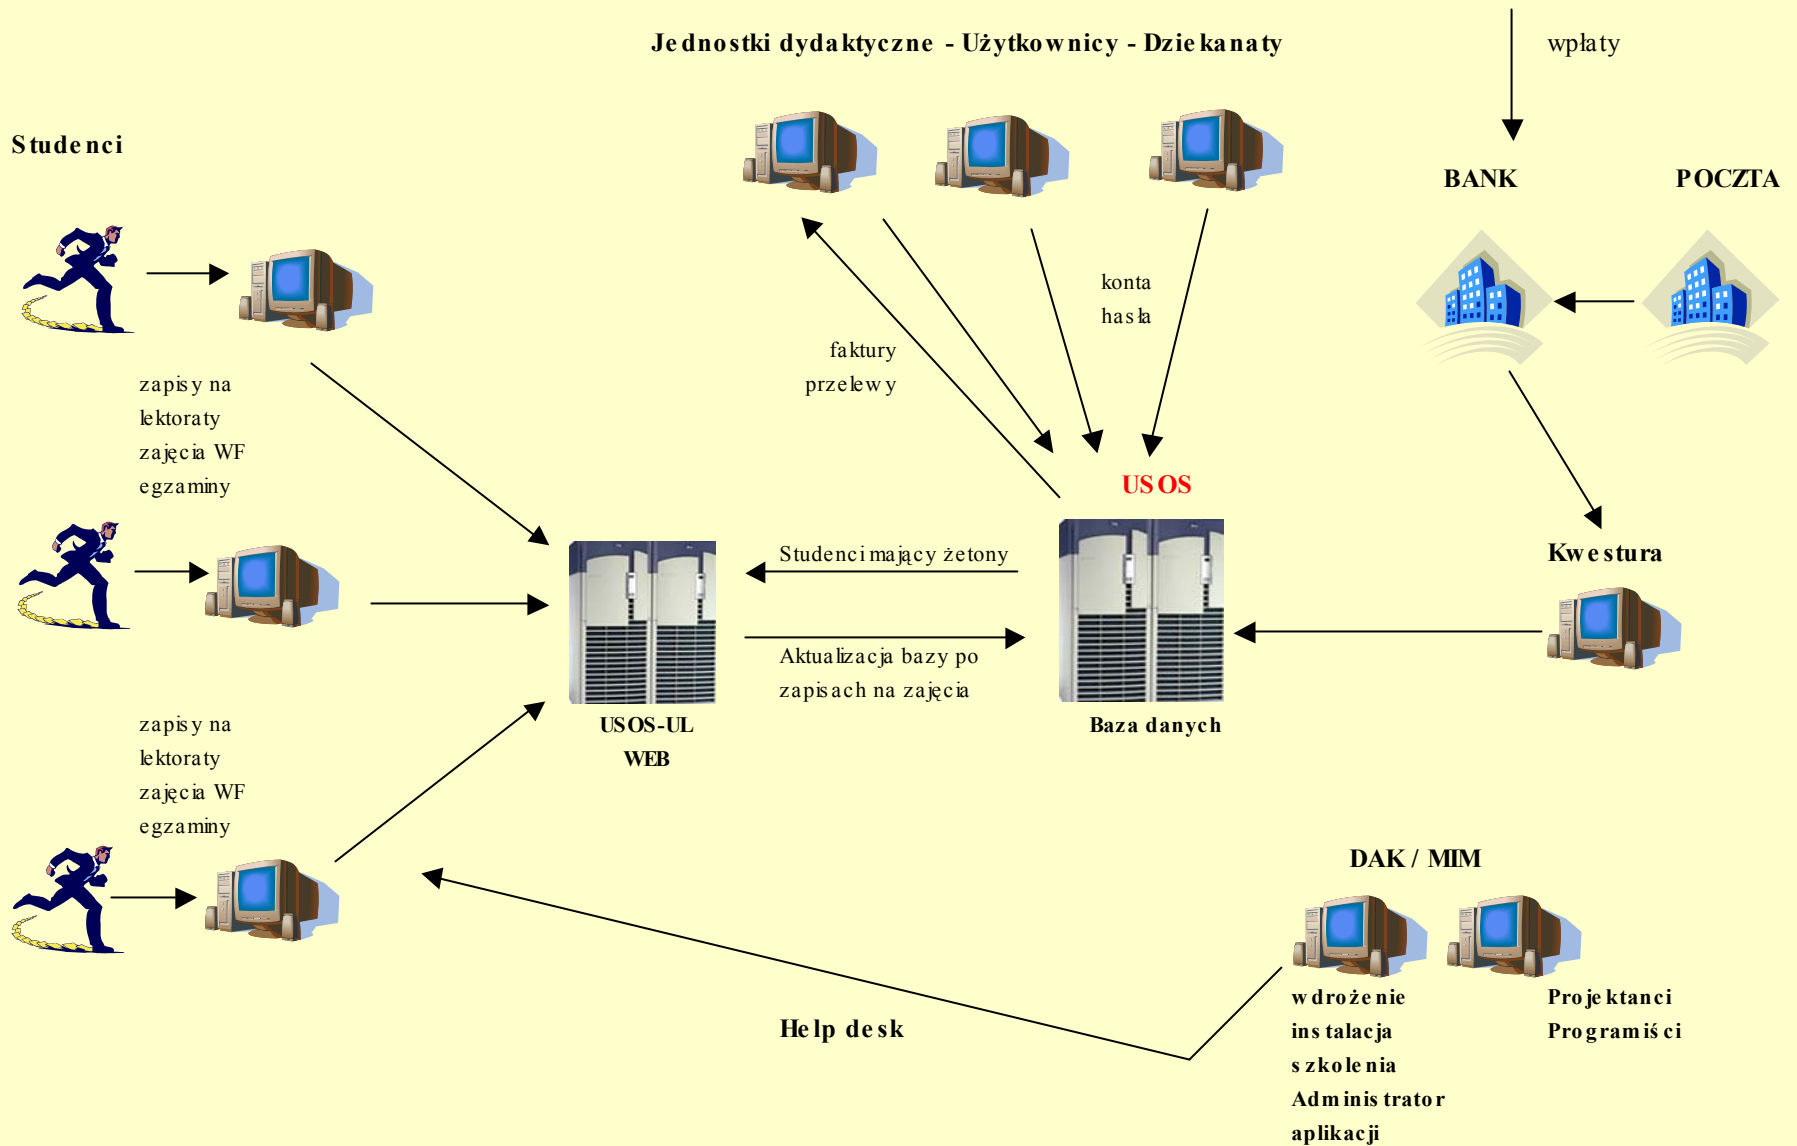 Jednostki dydaktyczne - Użytkownicy - Dziekanaty
wpłaty
Studenci
BANK
POCZTA
konta
hasła
faktury
przelewy
zapisy na
lektoraty
zajęcia WF
egzaminy
USOS
Studenci mający żetony
Kwestura
Aktualizacja bazy po
zapisach na zajęcia
USOS-UL
WEB
Baza danych
zapisy na
lektoraty
zajęcia WF
egzaminy
DAK / MIM
Help desk
wdrożenie
instalacja
szkolenia
Administrator
aplikacji
Projektanci
Programiści